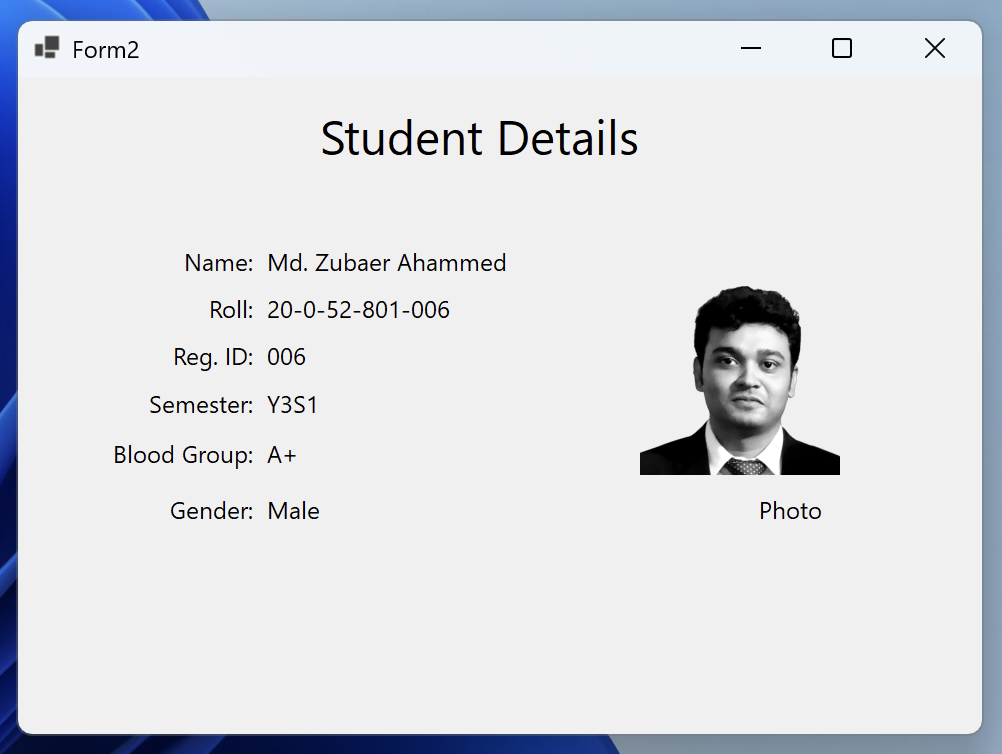 Form2
Student Details
Name: Md. Zubaer Ahammed
Roll: 20-0-52-801-006
Reg. ID: 006
Semester: Y3S1
Blood Group: A+
Gender: Male
Photo